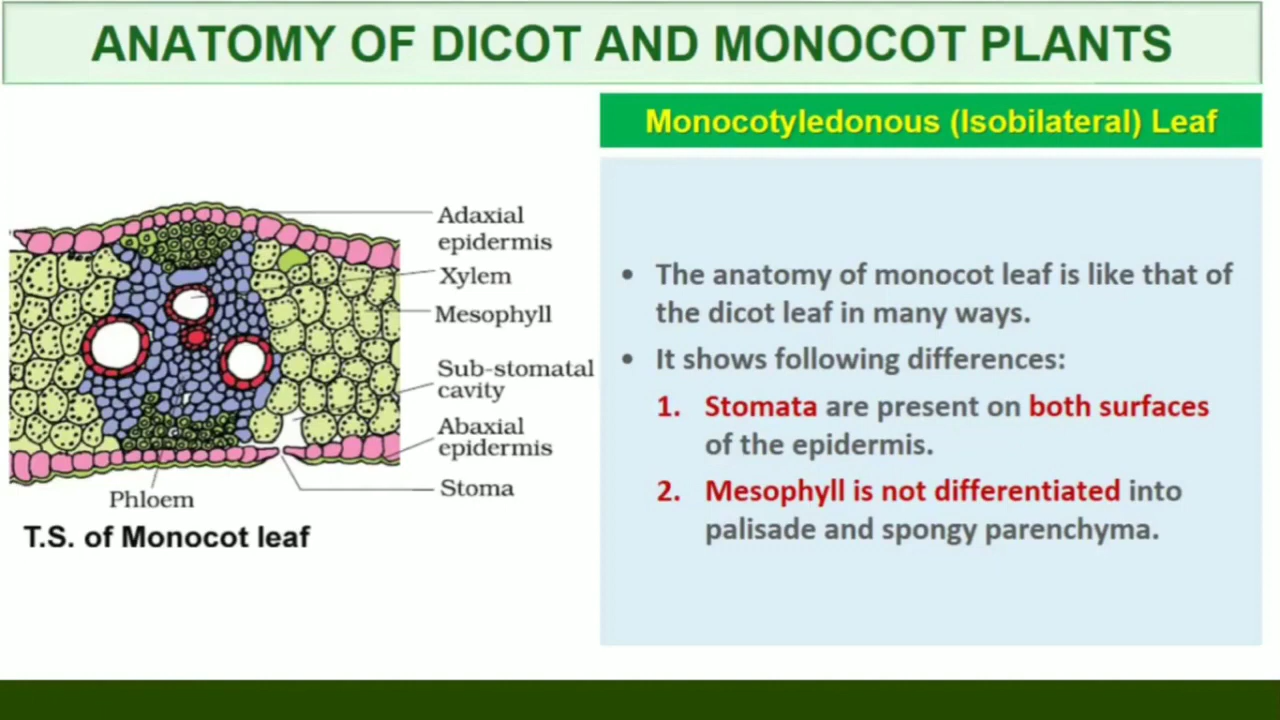 ANATOMY OF DICOT AND MONOCOT PLANTS
Monocotyledonous (Isobilateral) Leaf
Adaxial
epidermis
Xylem
Mesophyll
Sub-stomatal
cavity
Abaxial
epidermis
Stoma
Phloem
T.S. of Monocot leaf
• The anatomy of monocot leaf is like that of
the dicot leaf in many ways.
• It shows following differences:
1. Stomata are present on both surfaces
of the epidermis.
2. Mesophyll is not differentiated into
palisade and spongy parenchyma.